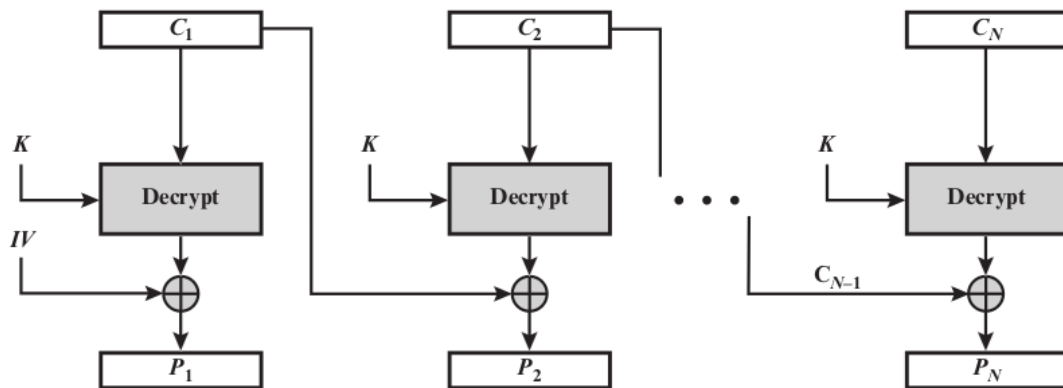 C1 C2 CN
K K K
Decrypt Decrypt • • • Decrypt
IV
CN–1
P1 P2 PN